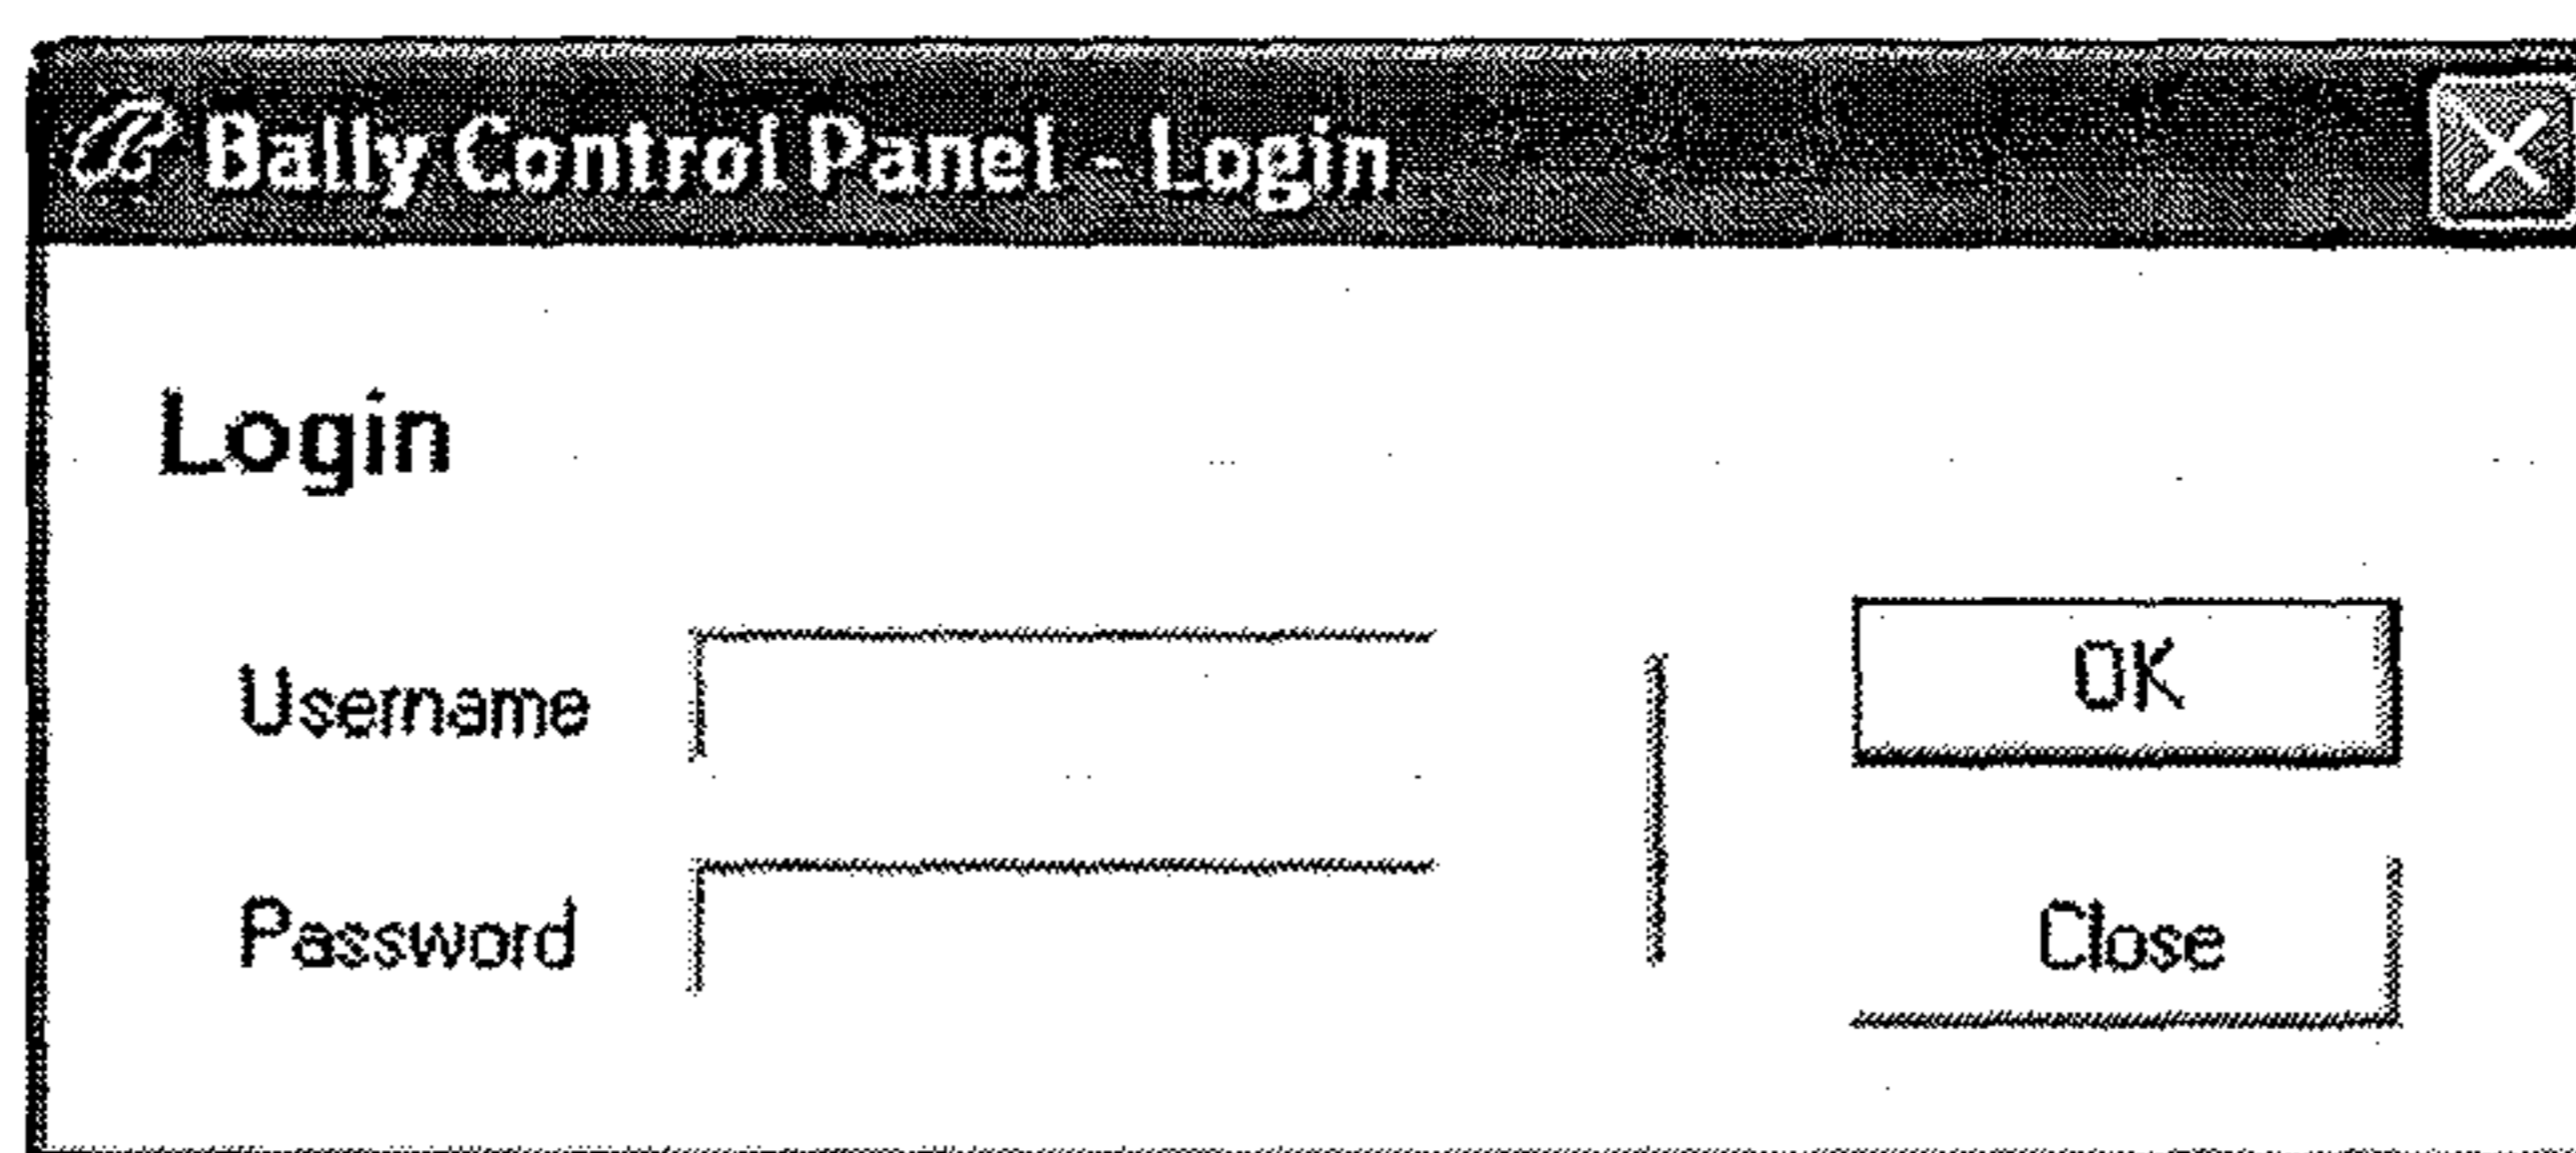 Bally Control Panel - Login
Login
Username
OK
Password
Close